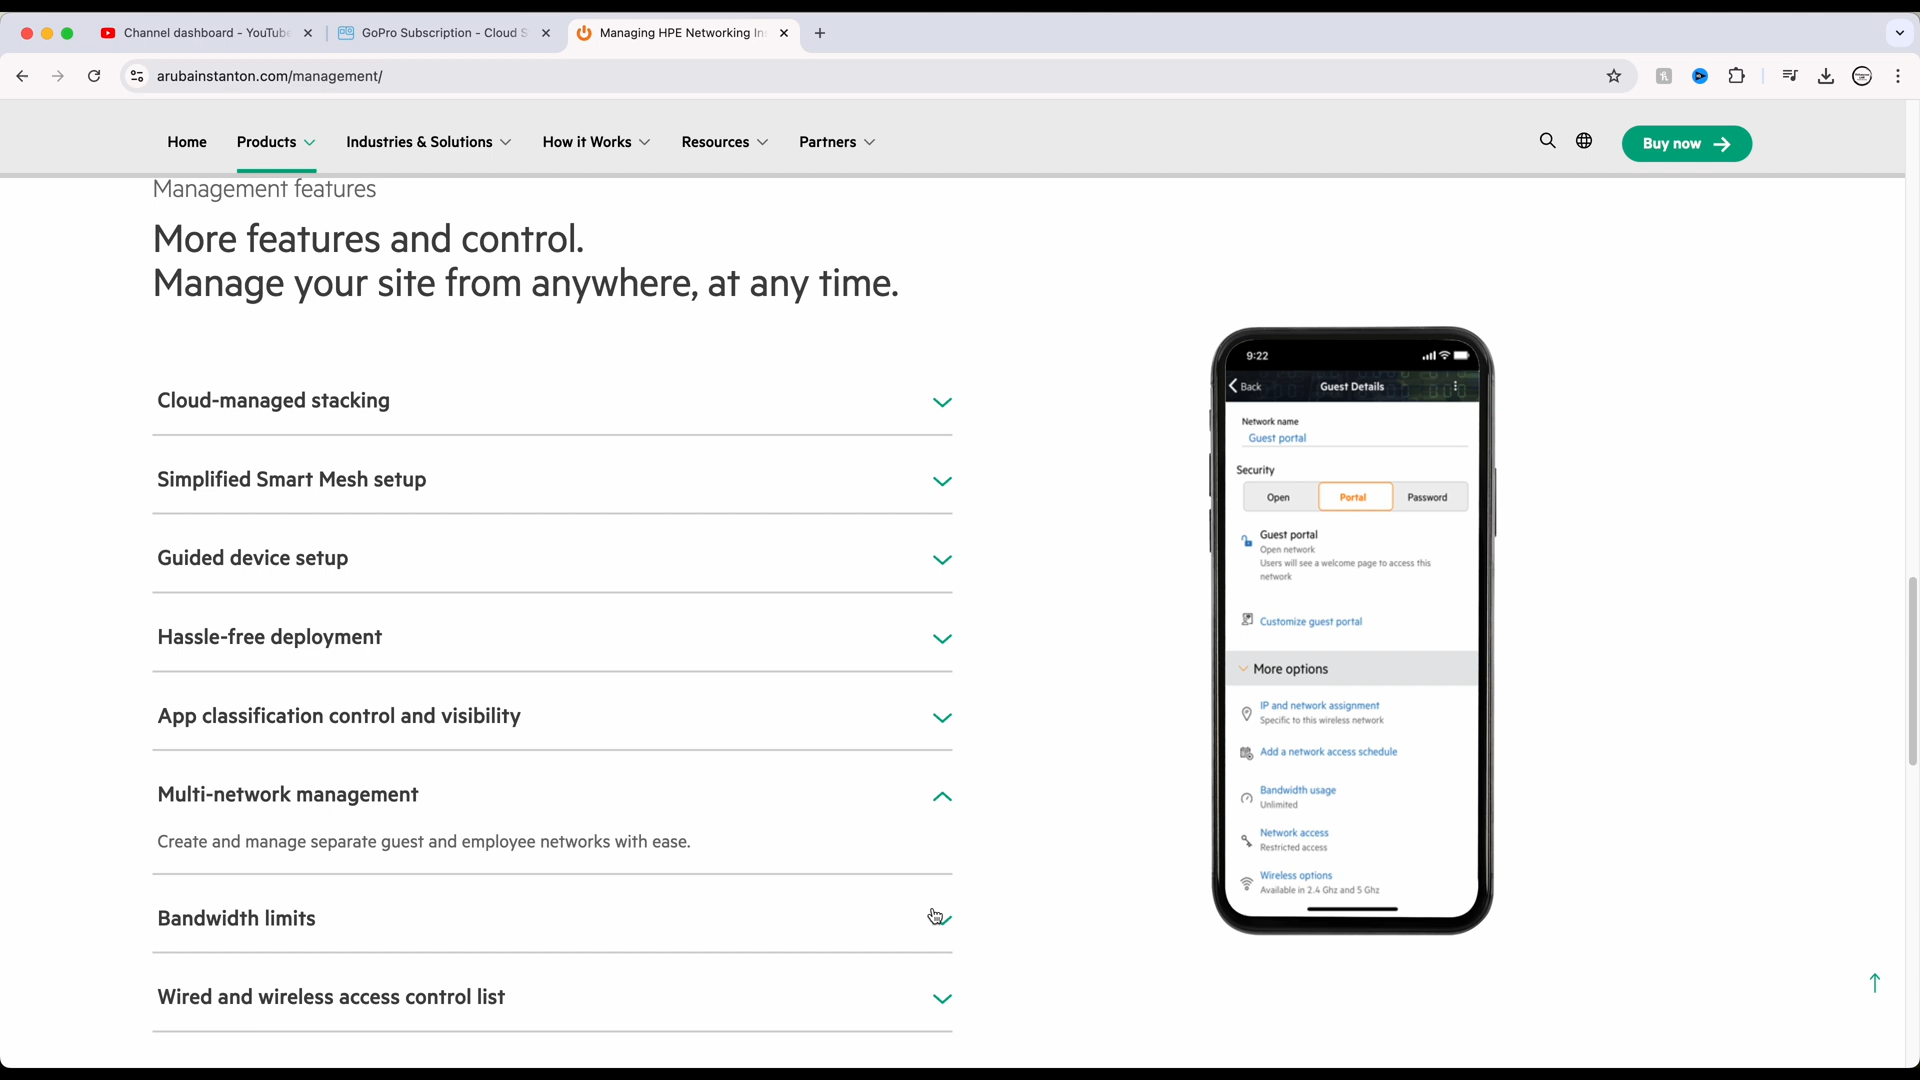 Channel dashboard - YouTube
GoPro Subscription - Cloud S
Managing HPE Networking In
arubainstanton.com/management/
Home
Products
Industries & Solutions
How it Works
Resources
Partners
Buy now
Management features
More features and control.
Manage your site from anywhere, at any time.
Cloud-managed stacking
Simplified Smart Mesh setup
Guided device setup
Hassle-free deployment
App classification control and visibility
Multi-network management
Create and manage separate guest and employee networks with ease.
Bandwidth limits
Wired and wireless access control list
9:22
Back
Guest Details
Network name
Guest portal
Security
Open
Portal
Password
Guest portal
Open network
Users will see a welcome page to access this
network
Customize guest portal
More options
IP and network assignment
Specific to this wireless network
Add a network access schedule
Bandwidth usage
Unlimited
Network access
Restricted access
Wireless options
Available in 2.4 Ghz and 5 Ghz